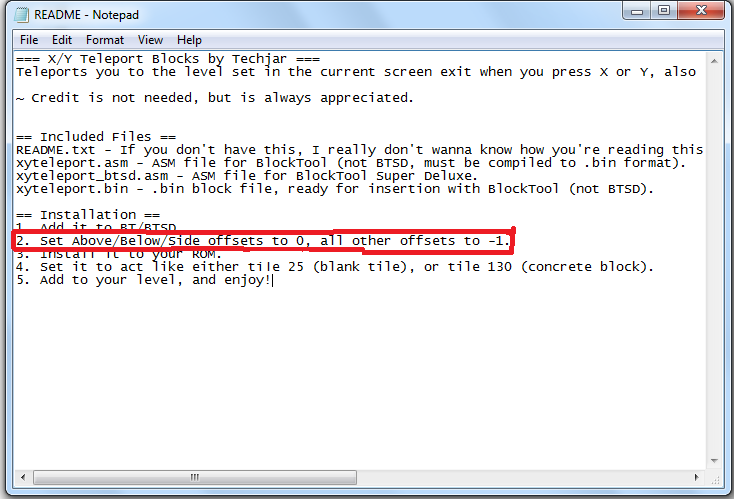 README - Notepad
File Edit Format View Help
=== X/Y Teleport Blocks by Techjar ===
Teleports you to the level set in the current screen exit when you press X or Y, also
~ Credit is not needed, but is always appreciated.
== Included Files ==
README.txt - If you don't have this, I really don't wanna know how you're reading this
xyteleport.asm - ASM file for BlockTool (not BTSD, must be compiled to .bin format).
xyteleport_btsd.asm - ASM file for BlockTool Super Deluxe.
xyteleport.bin - .bin block file, ready for insertion with BlockTool (not BTSD).
== Installation ==
1. Add it to BT/BTSD
2. Set Above/Below/Side offsets to 0, all other offsets to -1.
3. Install it to your ROM.
4. Set it to act like either tile 25 (blank tile), or tile 130 (concrete block).
5. Add to your level, and enjoy!